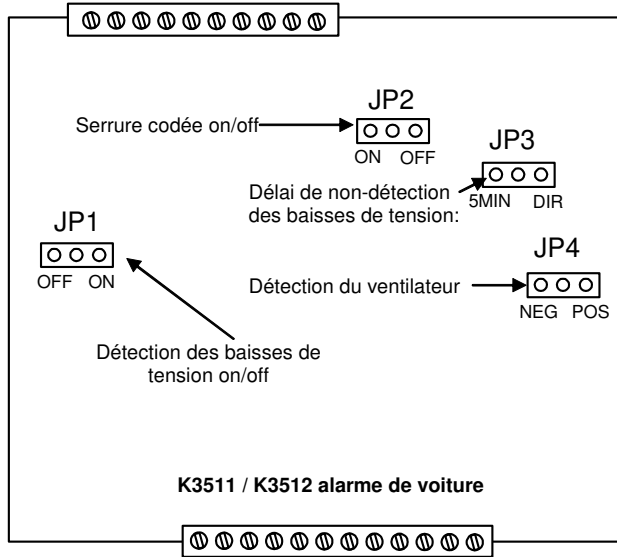 JP2
Serrure codée on/off
ON OFF
JP3
Délai de non-détection
des baisses de tension:
5MIN DIR
JP1
OFF ON
JP4
Détection du ventilateur
NEG POS
Détection des baisses de
tension on/off
K3511 / K3512 alarme de voiture